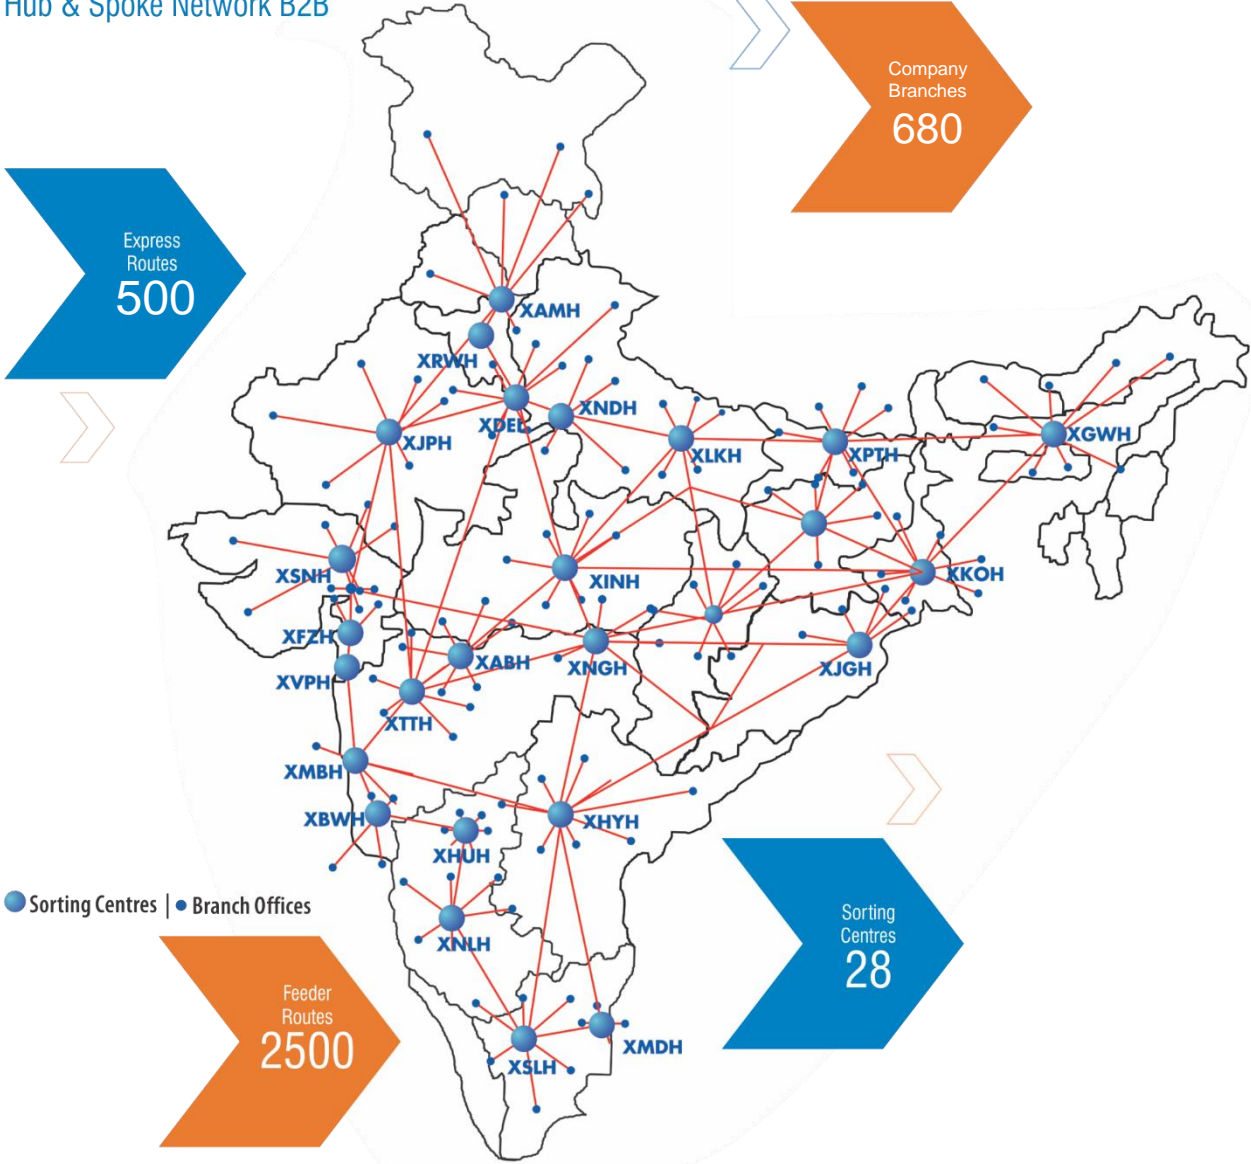 Hub & Spoke Network B2B
Company
Branches
680
Express
Routes
500
XAMH
XRWH
XNDH
XDEL
XJPH
XLKH
XPTH
XGWH
XSNH
XINH
XKOH
XFZH
XABH
XNGH
XJGH
XVPH
XTTH
XMBH
XBWH
XHYH
XHUH
Sorting Centres | Branch Offices
XNLH
Sorting
Centres
28
Feeder
Routes
2500
XMDH
XSLH